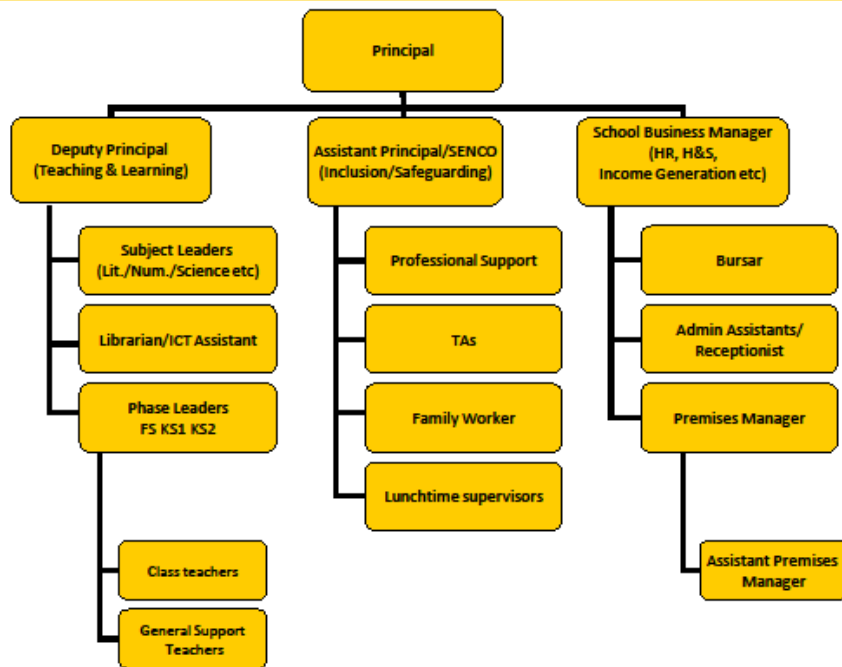 Principal
Deputy Principal
(Teaching & Learning)
Assistant Principal/SENCO
(Inclusion/Safeguarding)
School Business Manager
(HR, H&S,
Income Generation etc)
Subject Leaders
(Lit./Num./Science etc)
Librarian/ICT Assistant
Phase Leaders
FS KS1 KS2
Class teachers
General Support
Teachers
Professional Support
TAs
Family Worker
Lunchtime supervisors
Bursar
Admin Assistants/
Receptionist
Premises Manager
Assistant Premises
Manager